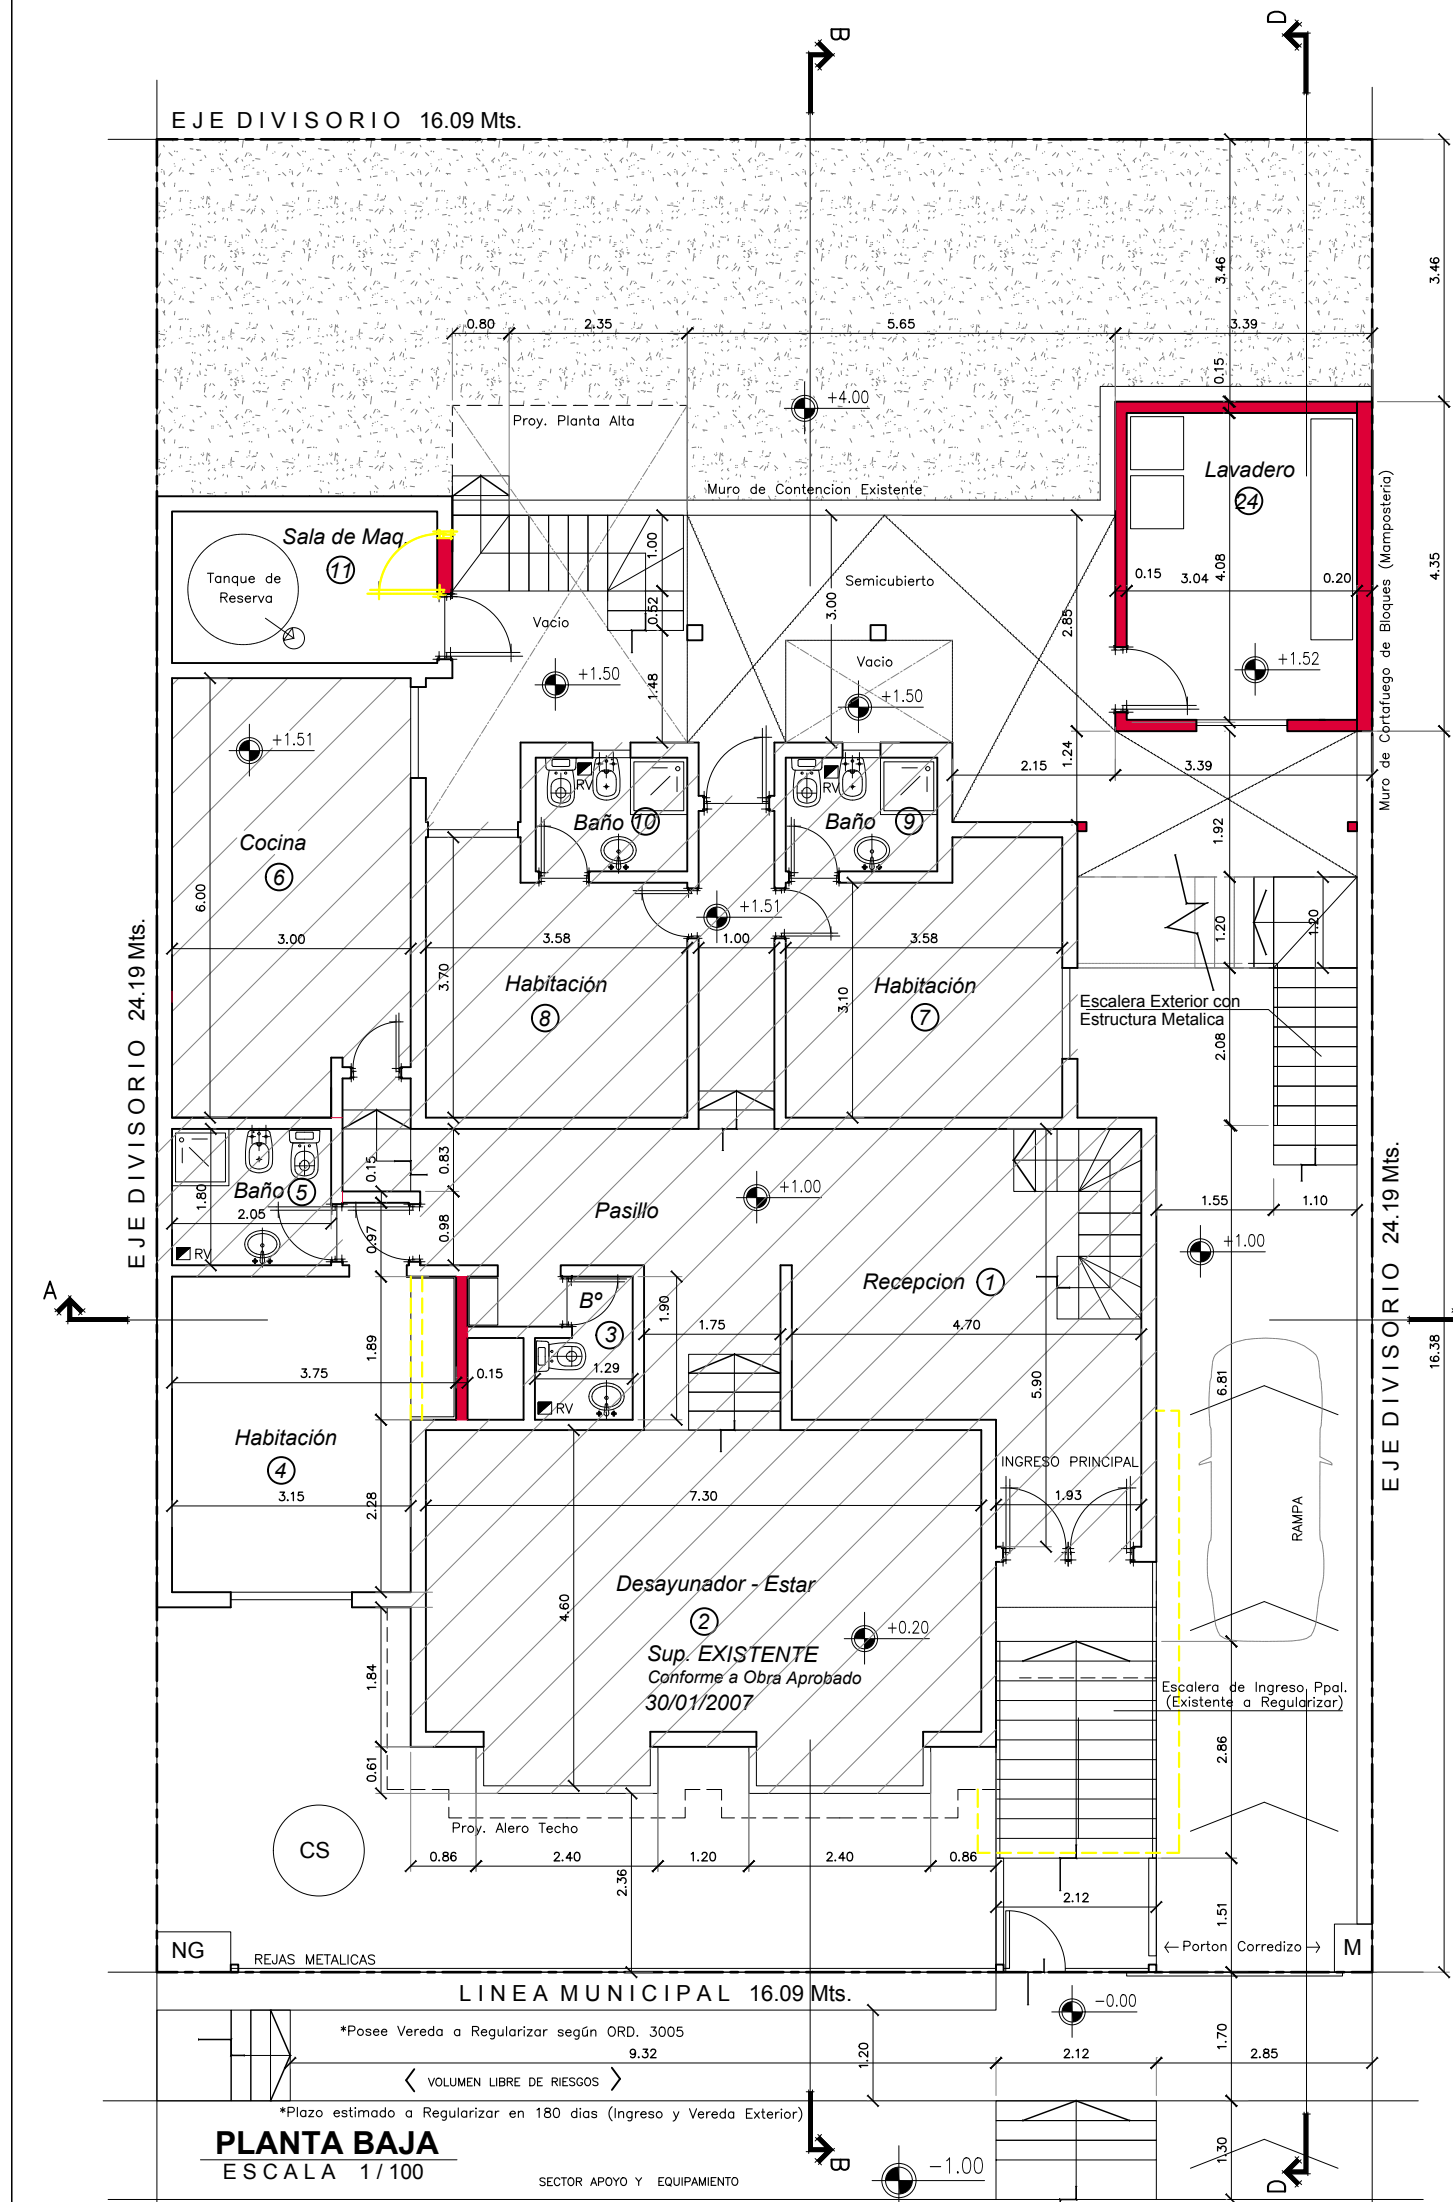 B
D
EJE DIVISORIO 16.09 Mts.
3.46
3.46
0.80
2.35
5.65
3.39
0.15
+4.00
Proy. Planta Alta
Muro de Contencion Existente
Lavadero
24
Sala de Maq.
11
Tanque de
Reserva
1.00
0.52
Vacio
Semicubierto
3.00
2.85
4.08
0.15
3.04
0.20
4.35
Muro de Cortafuego de Bloques (Mamposteria)
+1.50
1.48
Vacio
+1.50
+1.52
+1.51
1.24
2.15
3.39
RV
RV
Baño 10
Baño 9
Cocina
6
1.92
6.00
+1.51
1.20
1.20
3.00
3.58
1.00
3.58
3.70
3.10
Habitación
8
Habitación
7
Escalera Exterior con
Estructura Metalica
2.08
EJE DIVISORIO 24.19 Mts.
0.83
0.15
1.80
Baño 5
2.05
0.97
0.98
RV
Pasillo
+1.00
1.55
1.10
+1.00
EJE DIVISORIO 24.19 Mts.
A
Recepcion 1
Bº
3
1.90
1.75
4.70
1.89
3.75
0.15
1.29
RV
5.90
6.81
16.38
Habitación
4
3.15
2.28
7.30
INGRESO PRINCIPAL
1.93
RAMPA
Desayunador - Estar
2
4.60
+0.20
Sup. EXISTENTE
Conforme a Obra Aprobado
30/01/2007
1.84
Escalera de Ingreso Ppal.
(Existente a Regularizar)
2.86
0.61
Proy. Alero Techo
CS
0.86
2.40
1.20
2.40
0.86
2.36
2.12
1.51
NG
REJAS METALICAS
Porton Corredizo
M
LINEA MUNICIPAL 16.09 Mts.
-0.00
*Posee Vereda a Regularizar según ORD. 3005
9.32
1.20
2.12
1.70
2.85
VOLUMEN LIBRE DE RIESGOS
*Plazo estimado a Regularizar en 180 dias (Ingreso y Vereda Exterior)
PLANTA BAJA
ESCALA 1 / 100
SECTOR APOYO Y EQUIPAMIENTO
B
-1.00
1.30
D